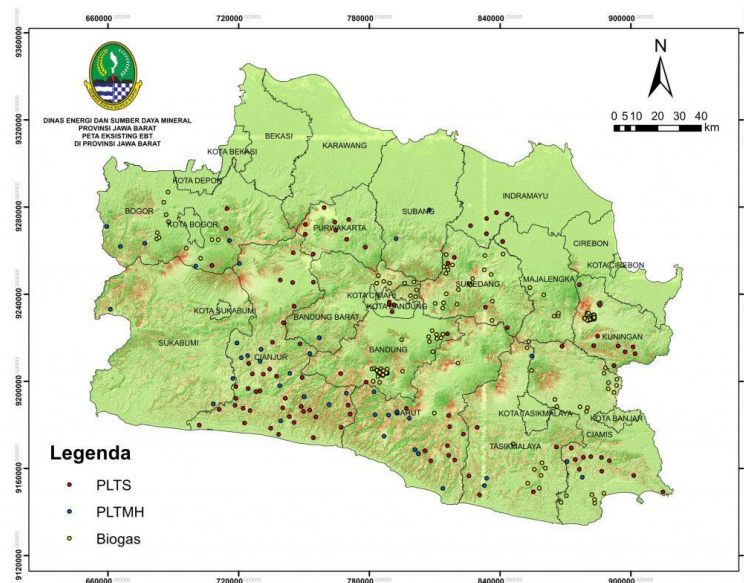 660000 720000 780000 840000 900000
9360000
9320000
9280000
9240000
9200000
9160000
9120000
DINAS ENERGI DAN SUMBER DAYA MINERAL
PROVINSI JAWA BARAT
PETA EKSISTING EBT
DI PROVINSI JAWA BARAT
N
0 5 10 20 30 40
km
BEKASI
KARAWANG
KOTA BEKASI
KOTA DEPOK
INDRAMAYU
BOGOR
SUBANG
KOTA BOGOR
PURWAKARTA
CIREBON
KOTA CIREBON
MAJALENGKA
SUMEDANG
KOTA CIMAHI
KOTA BANDUNG
KOTA SUKABUMI
BANDUNG BARAT
SUKABUMI
KUNINGAN
CIANJUR
BANDUNG
GARUT
KOTA TASIKMALAYA
KOTA BANJAR
CIAMIS
TASIKMALAYA
Legenda
PLTS
PLTMH
Biogas
660000 720000 780000 840000 900000